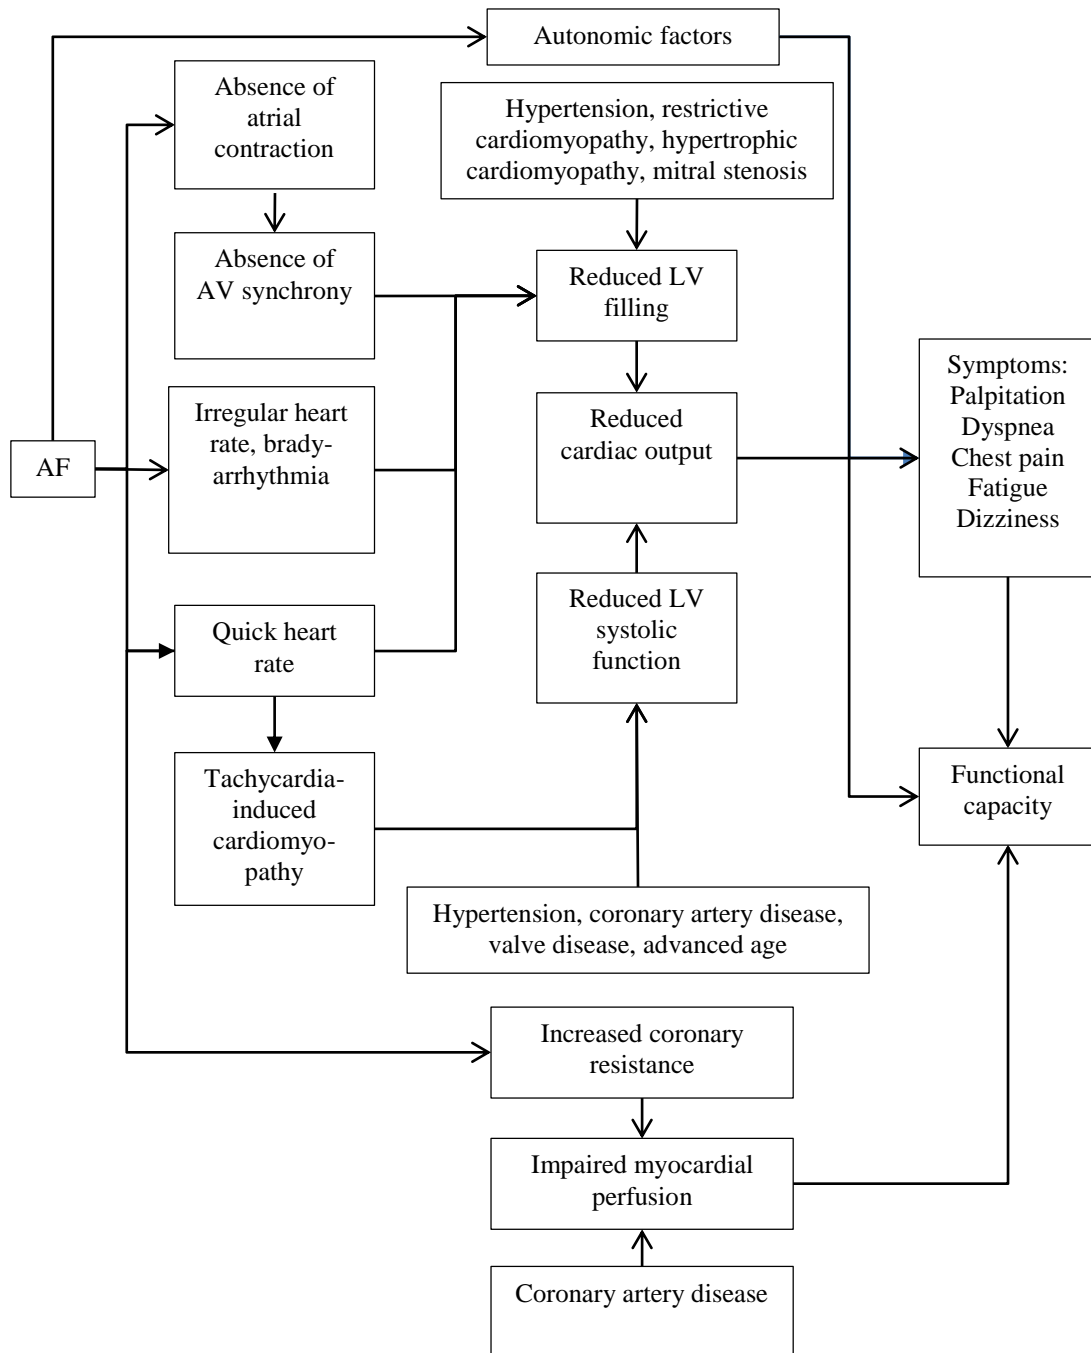 Autonomic factors
Absence of
atrial
contraction
Hypertension, restrictive
cardiomyopathy, hypertrophic
cardiomyopathy, mitral stenosis
Absence of
AV synchrony
Reduced LV
filling
Symptoms:
Palpitation
Dyspnea
Chest pain
Fatigue
Dizziness
Irregular heart
rate, brady-
arrhythmia
Reduced
cardiac output
AF
Reduced LV
systolic
function
Quick heart
rate
Tachycardia-
induced
cardiomyo-
pathy
Functional
capacity
Hypertension, coronary artery disease,
valve disease, advanced age
Increased coronary
resistance
Impaired myocardial
perfusion
Coronary artery disease